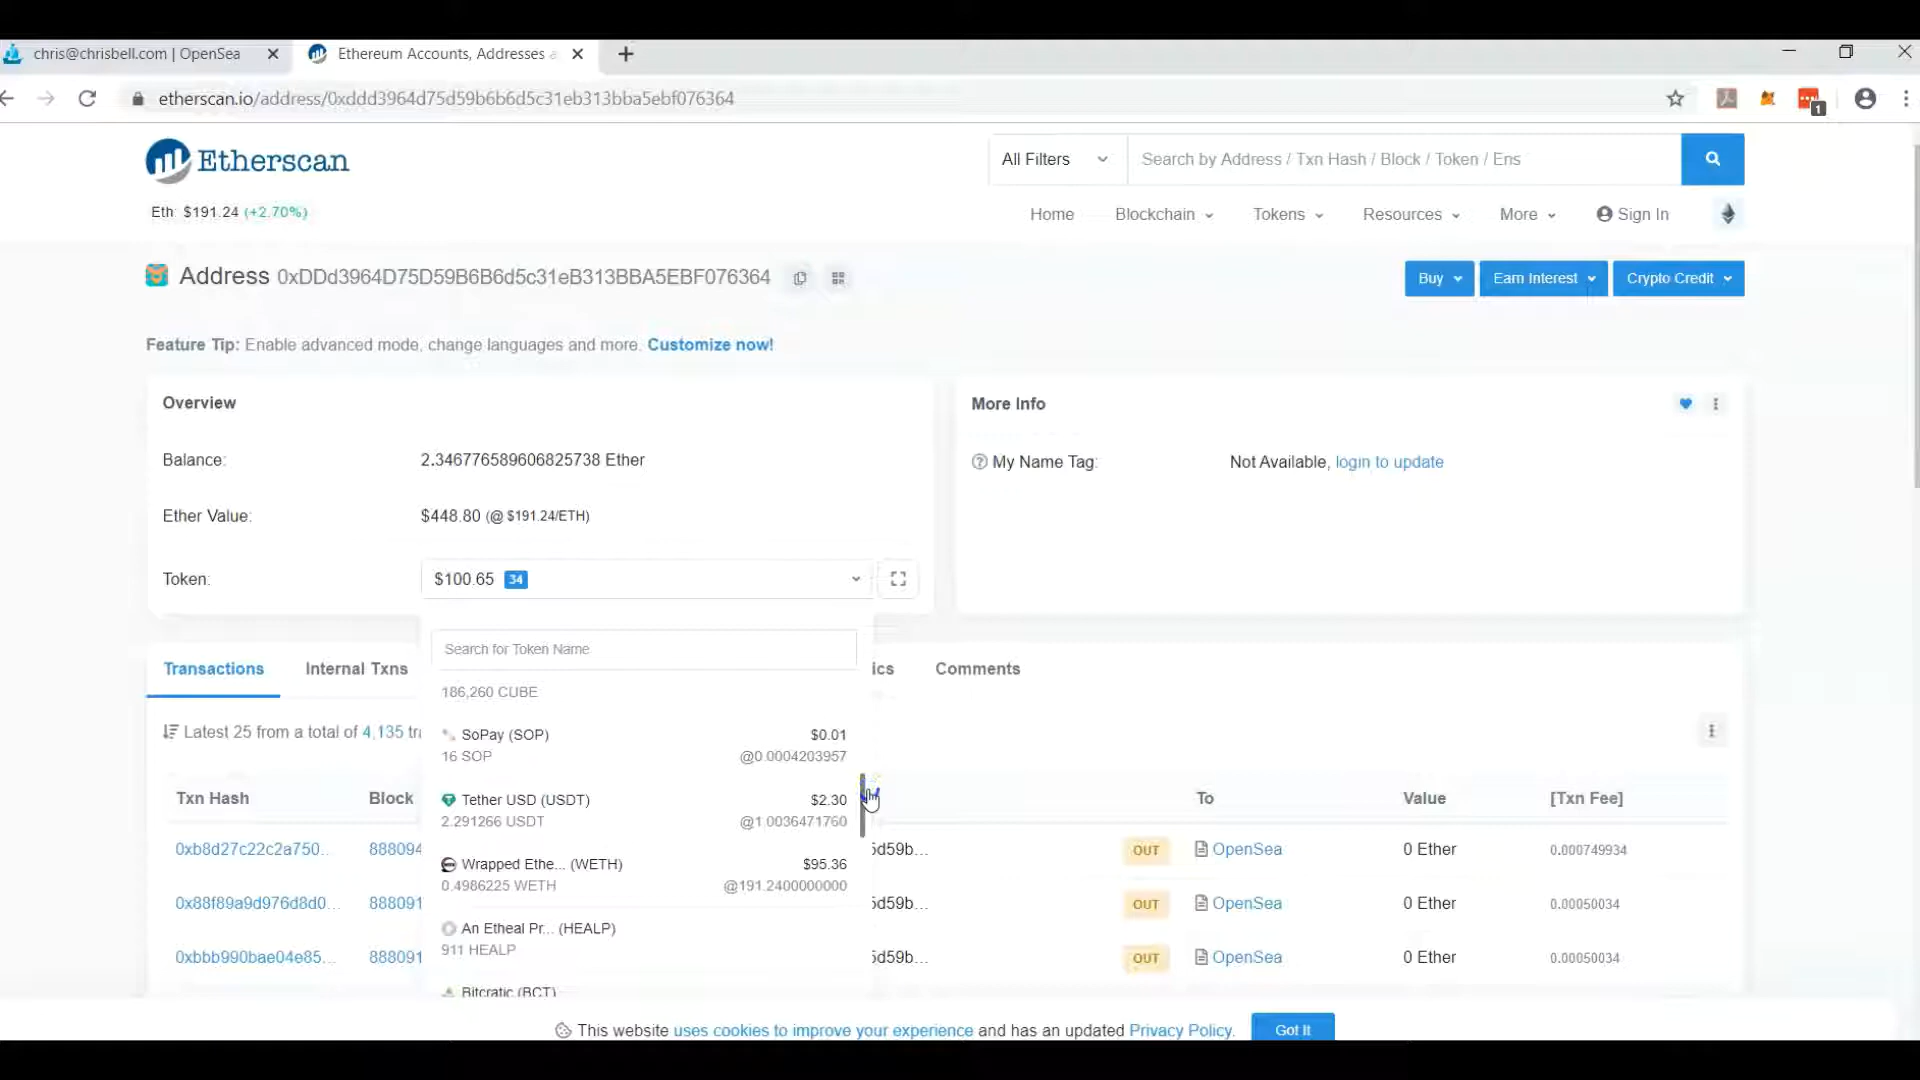 chris@chrisbell.com | OpenSea
Ethereum Accounts, Addresses a
etherscan.io/address/0xddd3964d75d59b6b6d5c31eb313bba5ebf076364
1
Etherscan
All Filters
Search by Address / Txn Hash / Block / Token / Ens
Eth: $191.24 (+2.70%)
Home Blockchain Tokens Resources More Sign In
Address 0xDDd3964D75D59B6B6d5c31eB313BBA5EBF076364
Buy Earn Interest Crypto Credit
Feature Tip: Enable advanced mode, change languages and more. Customize now!
Overview
More Info
Balance: 2.346776589606825738 Ether
My Name Tag: Not Available, login to update
Ether Value: $448.80 (@ $191.24/ETH)
Token: $100.65 34
Search for Token Name
Transactions Internal Txns ics Comments
186,260 CUBE
Latest 25 from a total of 4,135 tr
SoPay (SOP) $0.01
16 SOP @0.0004203957
Txn Hash Block To Value [Txn Fee]
Tether USD (USDT) $2.30
2.291266 USDT @1.0036471760
0xb8d27c22c2a750... 888094 5d59b... OUT OpenSea 0 Ether 0.000749934
Wrapped Ethe... (WETH) $95.36
0.4986225 WETH @191.2400000000
0x88f89a9d976d8d0... 888091 5d59b... OUT OpenSea 0 Ether 0.00050034
An Etheal Pr... (HEALP)
911 HEALP
0xbbb990bae04e85... 888091 5d59b... OUT OpenSea 0 Ether 0.00050034
Bitcratic (BCT)
This website uses cookies to improve your experience and has an updated Privacy Policy. Got It